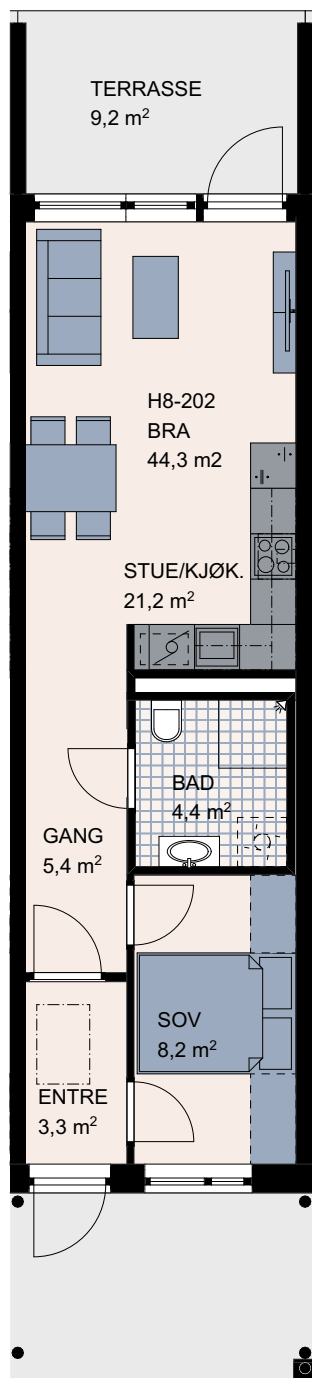 TERRASSE
9,2 m²
H8-202
BRA
44,3 m2
STUE/KJØK.
21,2 m²
BAD
4,4 m²
GANG
5,4 m²
SOV
8,2 m²
ENTRE
3,3 m²